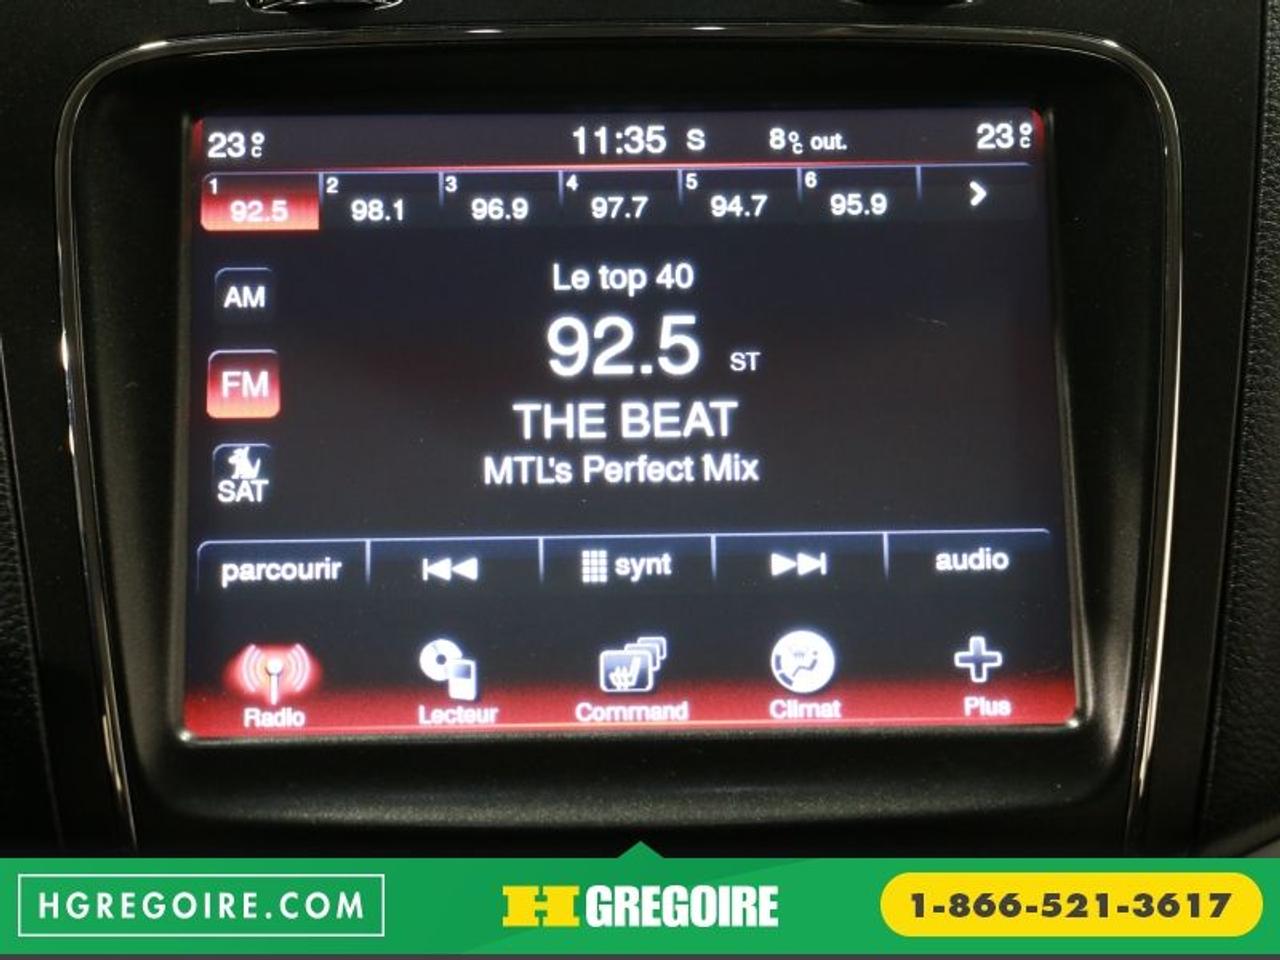 23°C 11:35 S 8°C out. 23°C
1 92.5 2 98.1 3 96.9 4 97.7 5 94.7 6 95.9
Le top 40
AM
92.5 ST
FM
THE BEAT
MTL's Perfect Mix
SAT
parcourir synt audio
Radio Lecteur Command Climat Plus
HGREGOIRE.COM H GREGOIRE 1-866-521-3617